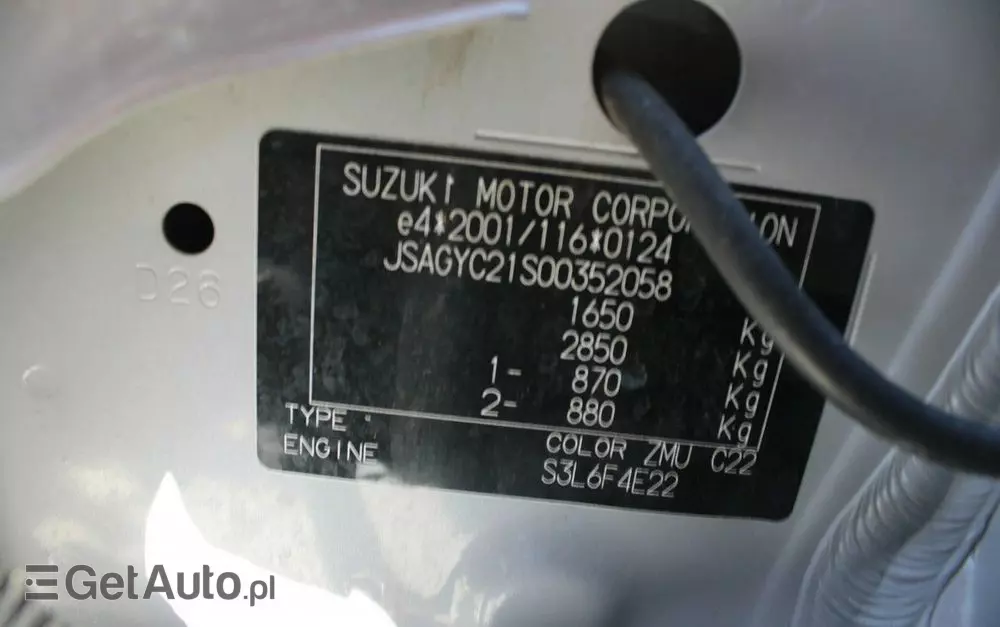 SUZUKI MOTOR CORPORATION
e4*2001/116*0124
JSAGYC21S00352058
1650 Kg
2850 Kg
1- 870 Kg
2- 880 Kg
TYPE
COLOR ZMU C22
ENGINE S3L6F4E22
D26
GetAuto.pl